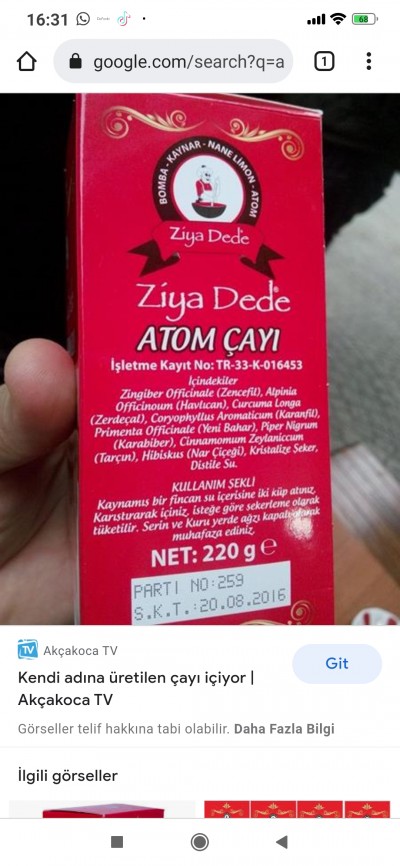 16:31
68
google.com/search?q=a
1
BOMBA - KAYNAR - NANE LİMON - ATOM
Ziya Dede
Ziya Dede
ATOM ÇAYI
İşletme Kayıt No: TR-33-K-016453
İçindekiler
Zingiber Officinale (Zencefil), Alpinia
Officinoum (Havlıcan), Curcuma Longa
(Zerdeçal), Coryophyllus Aromaticum (Karanfil),
Primenta Officinale (Yeni Bahar), Piper Nigrum
(Karabiber), Cinnamomum Zeylaniccum
(Tarçın), Hibiskus (Nar Çiçeği), Kristalize Şeker,
Distile Su.
KULLANIM ŞEKLİ
Kaynamış bir fincan su içerisine iki küp atınız,
Karıştırarak içiniz, isteğe göre şekerleme olarak
tüketilir. Serin ve Kuru yerde ağzı kapalı olarak
muhafaza ediniz.
NET: 220 g e
PARTI NO:259
S.K.T.:20.08.2016
TV Akçakoca TV
Git
Kendi adına üretilen çayı içiyor |
Akçakoca TV
Görseller telif hakkına tabi olabilir. Daha Fazla Bilgi
İlgili görseller